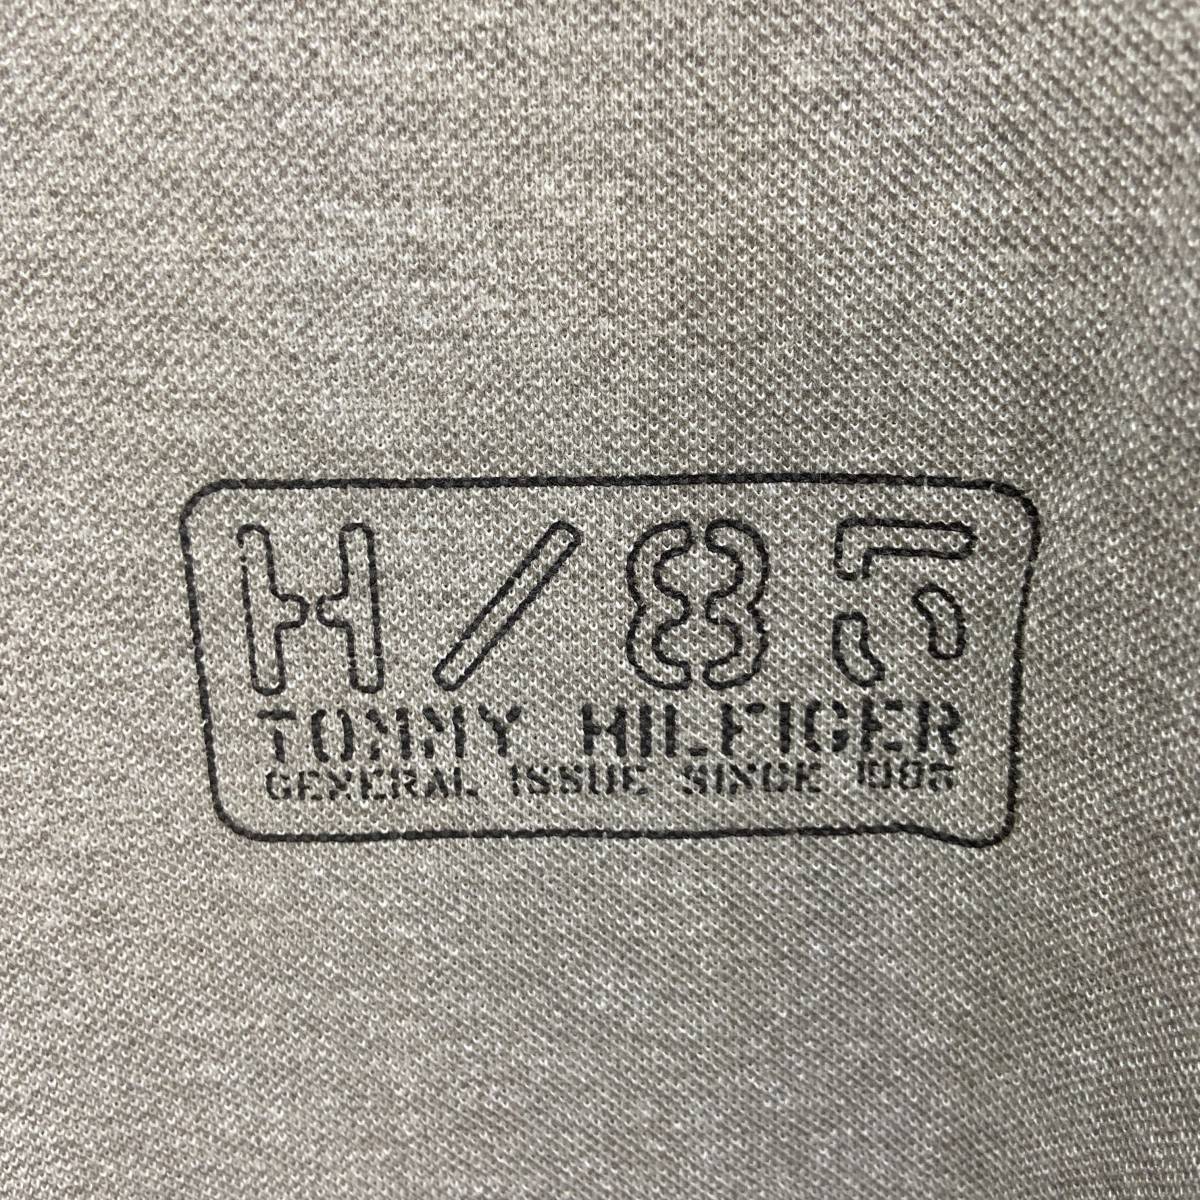 H/85
TOMMY HILFIGER
GENERAL ISSUE SINCE 1985